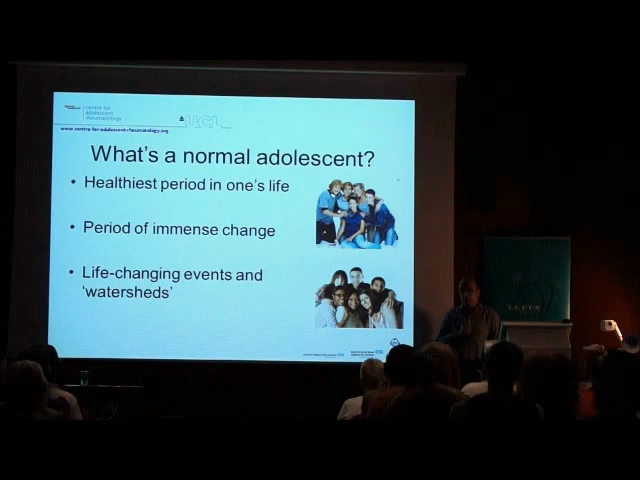 centre for
adolescent
rheumatology
UCL
www.centre-for-adolescent-rheumatology.org
What's a normal adolescent?
• Healthiest period in one's life
• Period of immense change
• Life-changing events and
'watersheds'
LUPUS